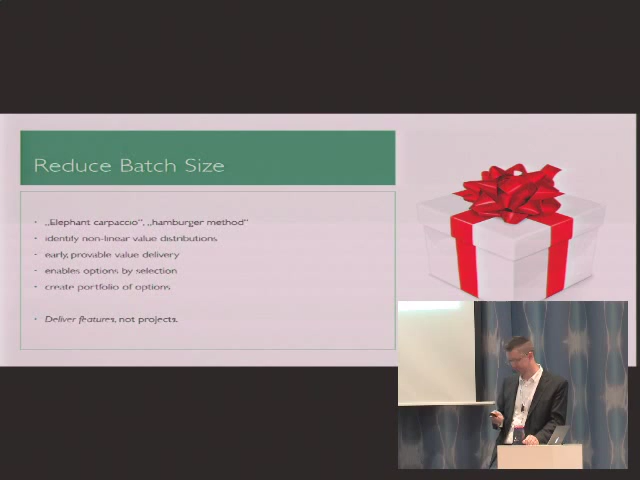 Reduce Batch Size
• „Elephant carpaccio“, „hamburger method“
• identify non-linear value distributions
• early, provable value delivery
• enables options by selection
• create portfolio of options
• Deliver features, not projects.